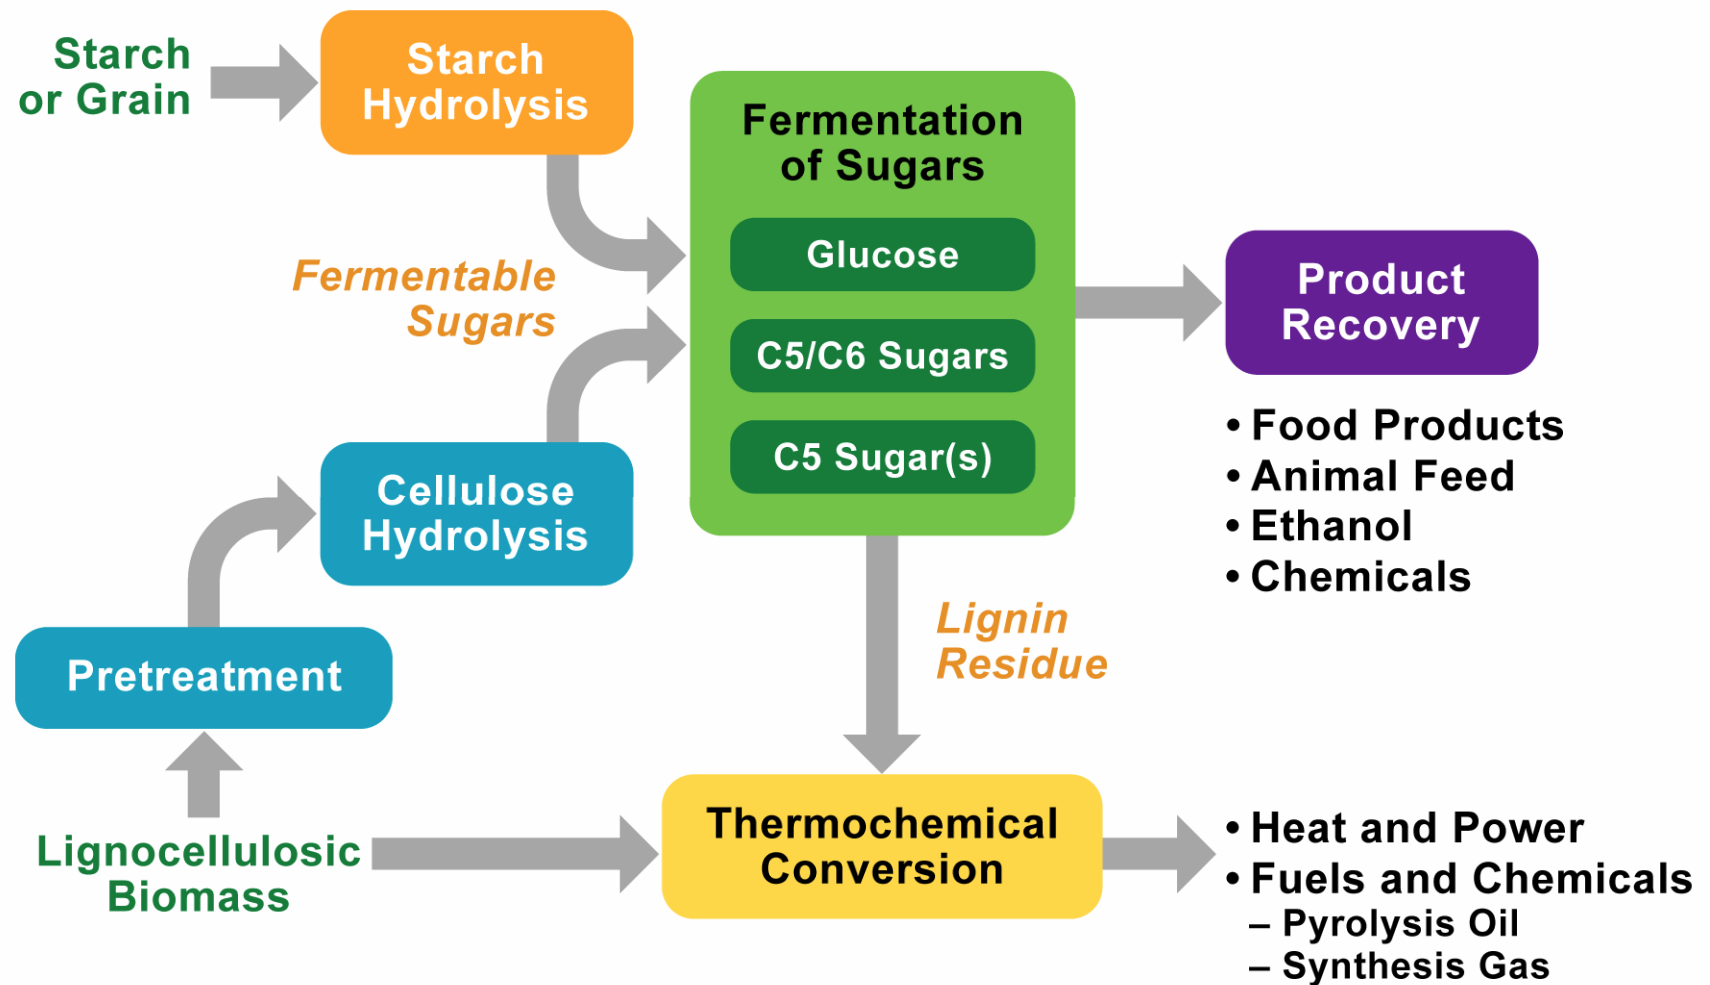 Starch
or Grain
Starch
Hydrolysis
Fermentable
Sugars
Fermentation
of Sugars
Glucose
C5/C6 Sugars
C5 Sugar(s)
Product
Recovery
• Food Products
• Animal Feed
• Ethanol
• Chemicals
Cellulose
Hydrolysis
Pretreatment
Lignocellulosic
Biomass
Lignin
Residue
Thermochemical
Conversion
• Heat and Power
• Fuels and Chemicals
– Pyrolysis Oil
– Synthesis Gas